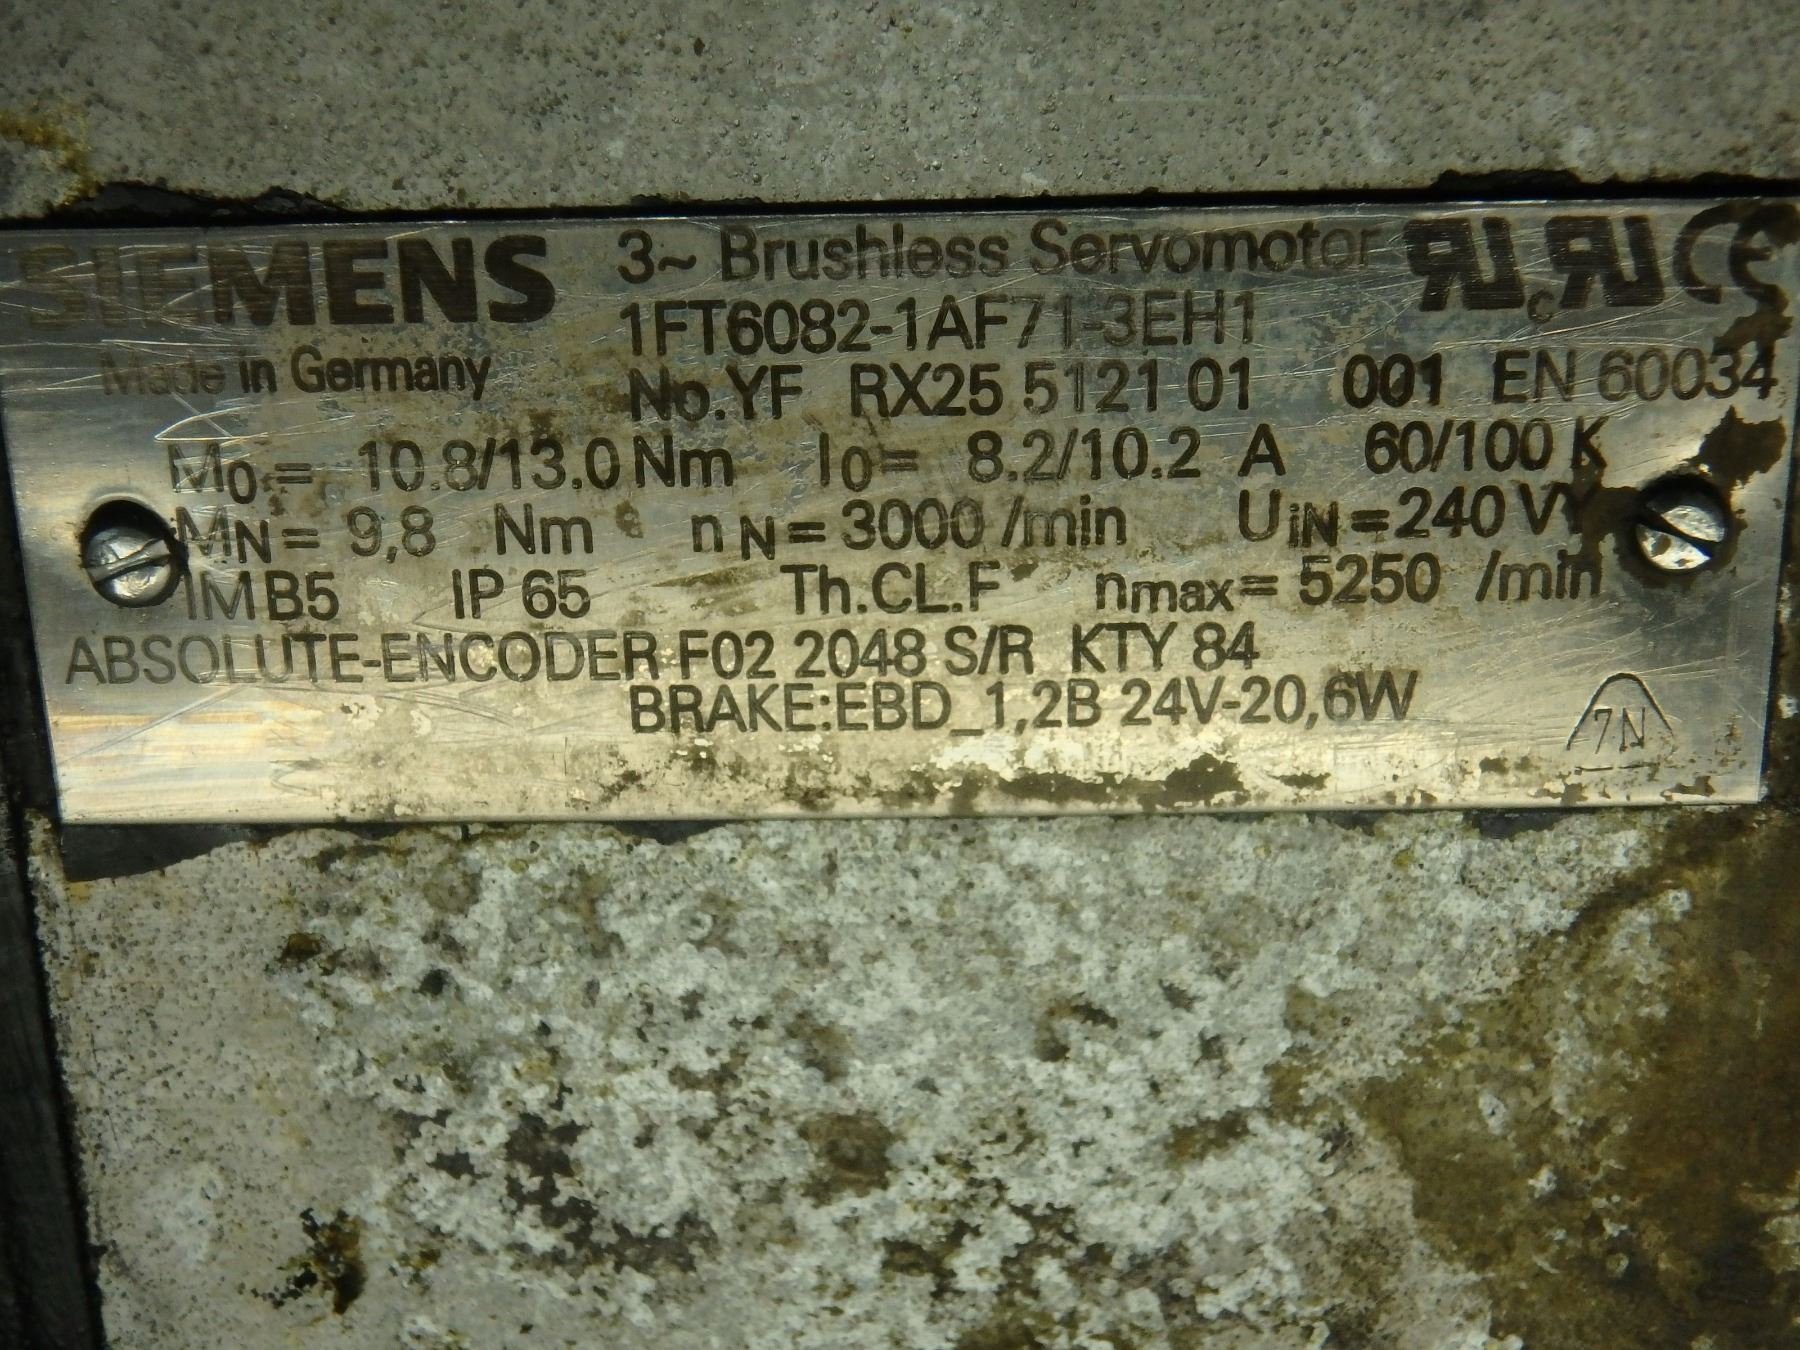 SIEMENS 3~ Brushless Servomotor
1FT6082-1AF71-3EH1
Made in Germany
No.YF RX25 5121 01 001 EN 60034
M0= 10.8/13.0 Nm I0= 8.2/10.2 A 60/100 K
MN= 9,8 Nm nN= 3000 /min UiN=240 VY
IM B5 IP 65 Th.CL.F nmax= 5250 /min
ABSOLUTE-ENCODER F02 2048 S/R KTY 84
BRAKE:EBD_1,2B 24V-20,6W
7N